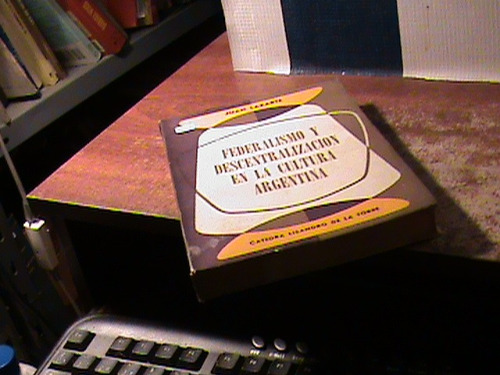 JUAN LAZARTE
FEDERALISMO Y
DESCENTRALIZACION
EN LA CULTURA
ARGENTINA
CATEDRA LISANDRO DE LA TORRE